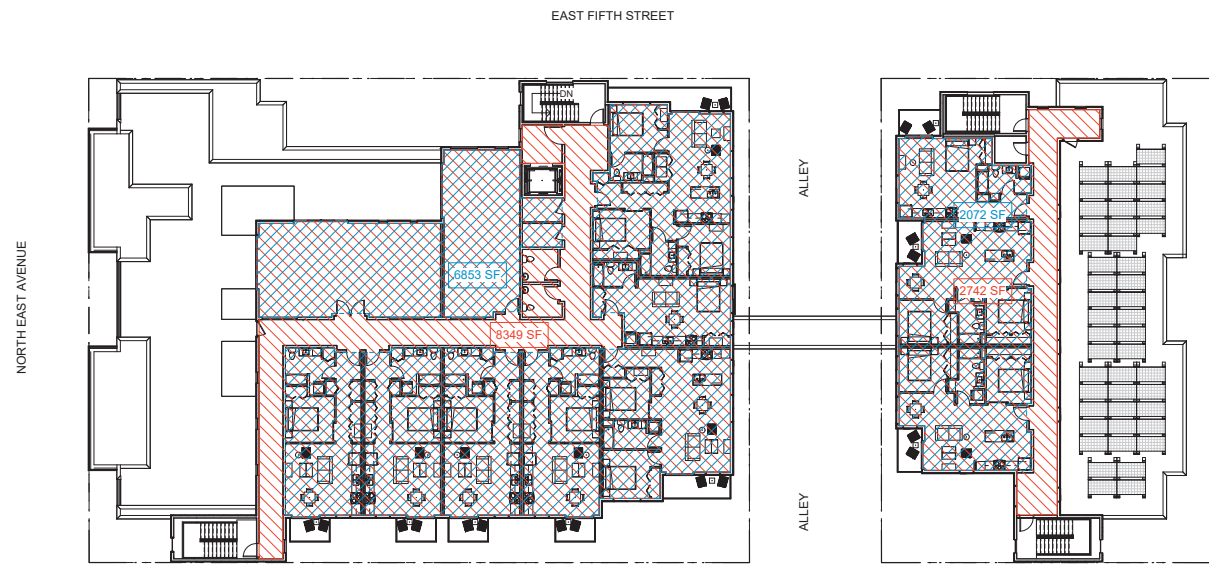 EAST FIFTH STREET
DN
ALLEY
2072 SF
NORTH EAST AVENUE
6853 SF
2742 SF
8349 SF
ALLEY